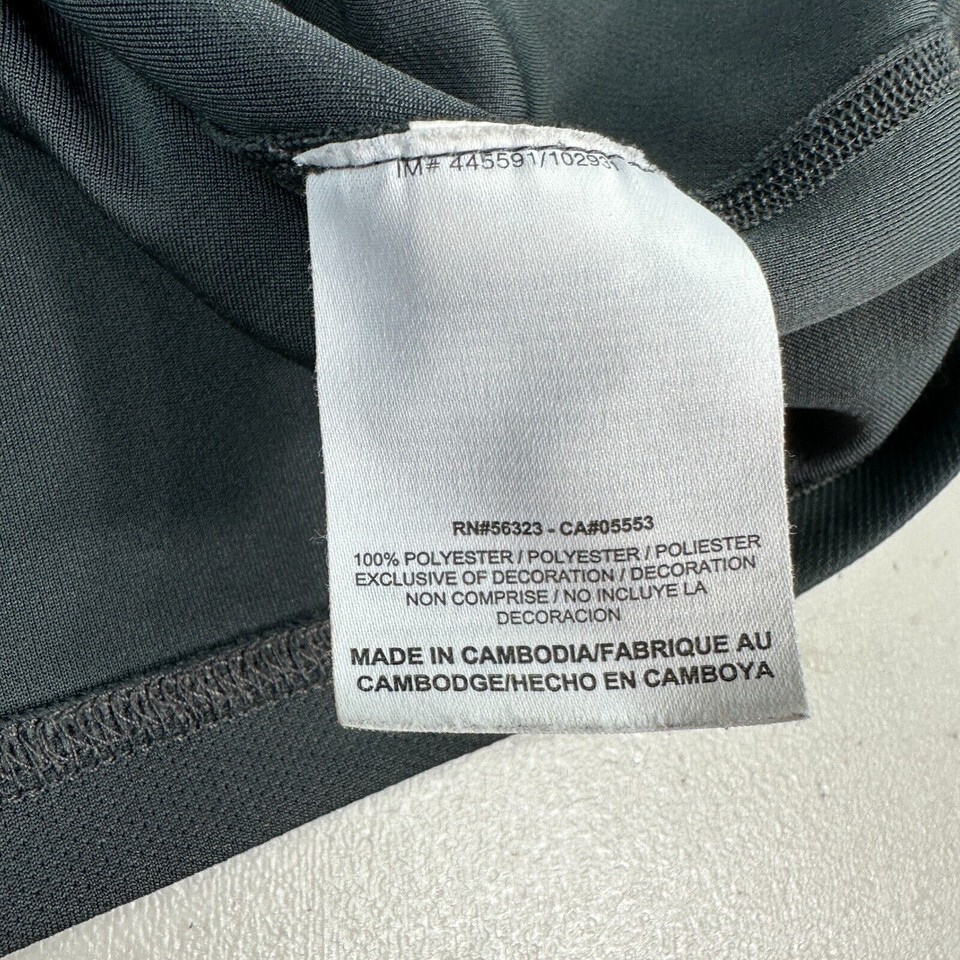 IM# 445591/10293
RN#56323 - CA#05553
100% POLYESTER / POLYESTER / POLIESTER
EXCLUSIVE OF DECORATION / DECORATION
NON COMPRISE / NO INCLUYE LA
DECORACION
MADE IN CAMBODIA/FABRIQUE AU
CAMBODGE/HECHO EN CAMBOYA